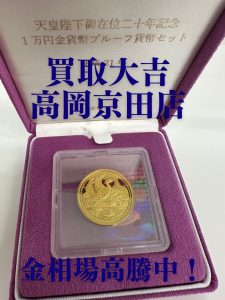 天皇陛下御在位二十年記念
1万円金貨幣プルーフ貨幣セット
買取大吉
高岡京田店
金相場高騰中！